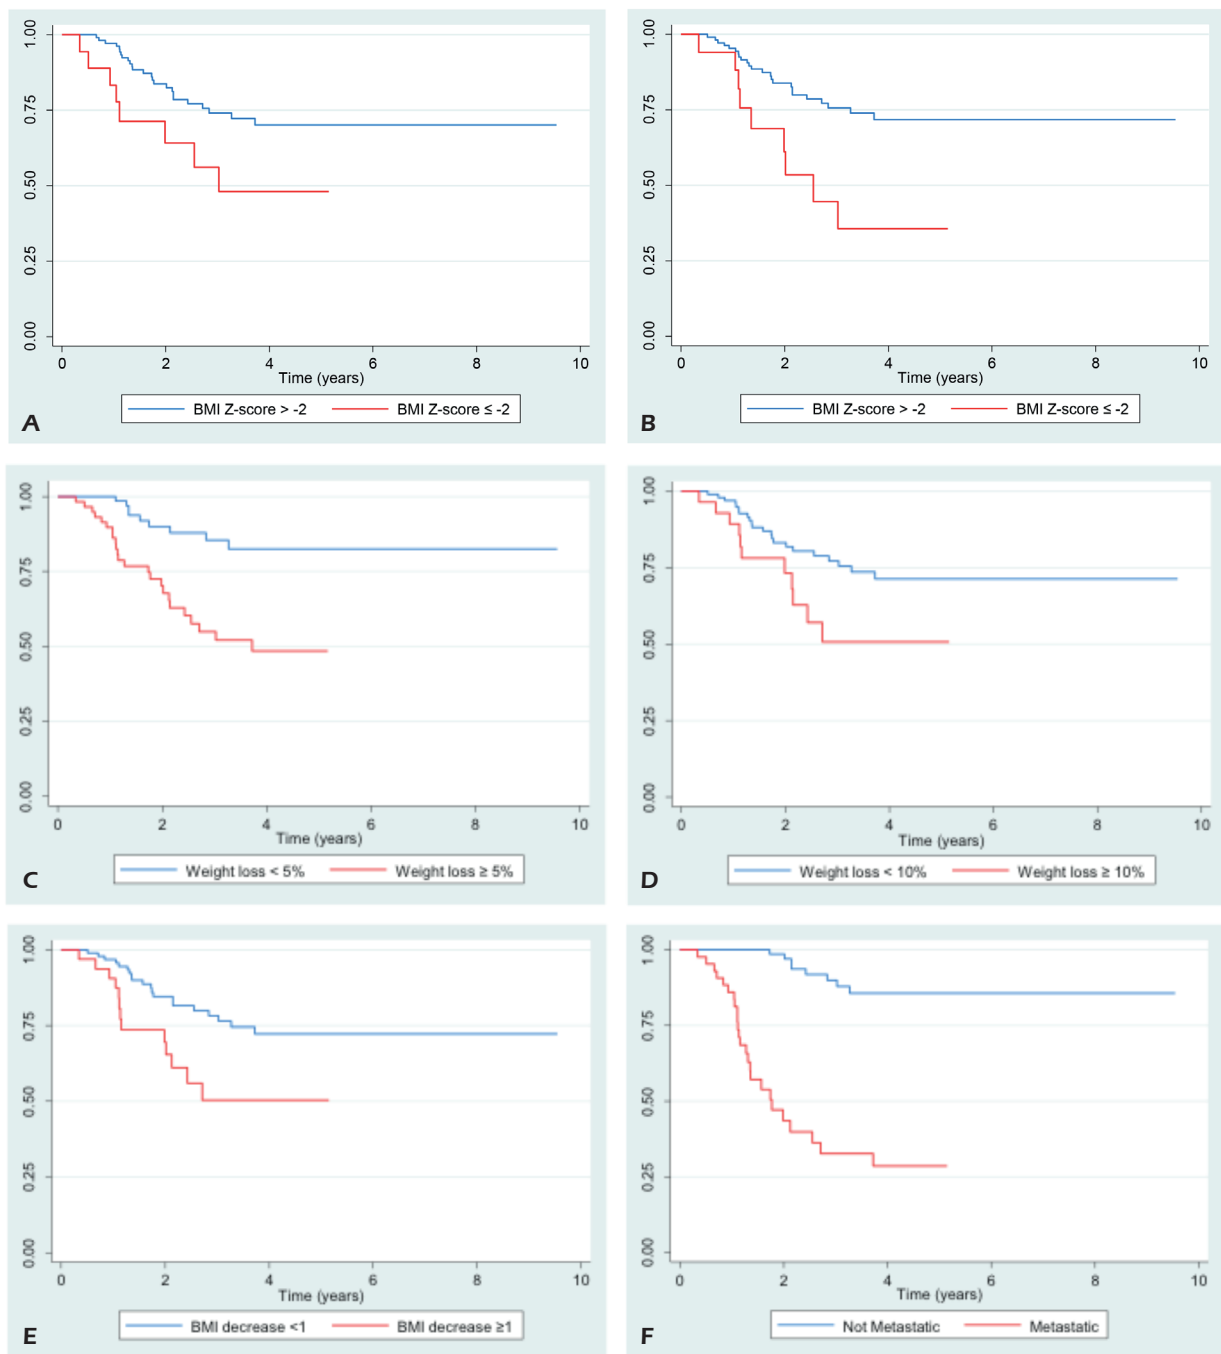 1.00
0.75
0.50
0.25
0.00
0 2 4 6 8 10
Time (years)
BMI Z-score > -2 BMI Z-score ≤ -2
A
1.00
0.75
0.50
0.25
0.00
0 2 4 6 8 10
Time (years)
BMI Z-score > -2 BMI Z-score ≤ -2
B
1.00
0.75
0.50
0.25
0.00
0 2 4 6 8 10
Time (years)
Weight loss < 5% Weight loss ≥ 5%
C
1.00
0.75
0.50
0.25
0.00
0 2 4 6 8 10
Time (years)
Weight loss < 10% Weight loss ≥ 10%
D
1.00
0.75
0.50
0.25
0.00
0 2 4 6 8 10
Time (years)
BMI decrease <1 BMI decrease ≥1
E
1.00
0.75
0.50
0.25
0.00
0 2 4 6 8 10
Time (years)
Not Metastatic Metastatic
F